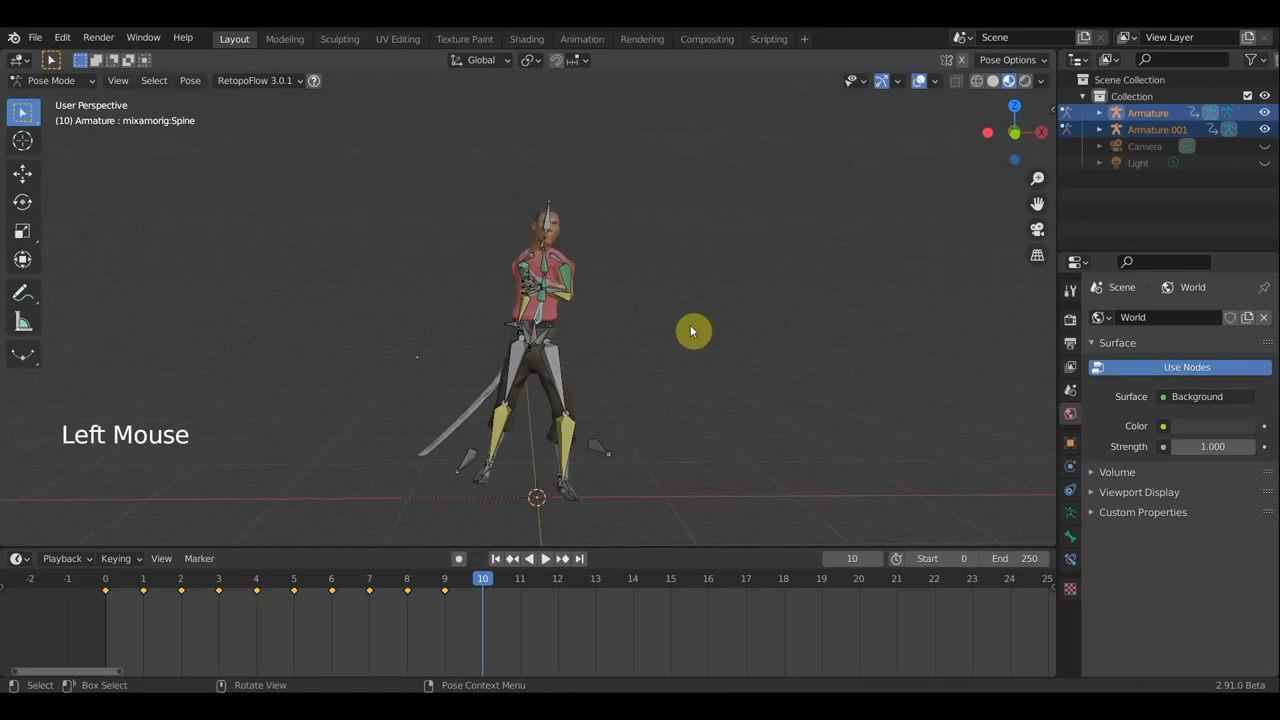 File Edit Render Window Help Layout Modeling Sculpting UV Editing Texture Paint Shading Animation Rendering Compositing Scripting + Scene View Layer
Global Pose Options
Pose Mode View Select Pose RetopoFlow 3.0.1
Scene Collection
User Perspective
(10) Armature : mixamorig:Spine
Collection
Armature
Armature.001
Camera
Light
Z
X
Scene World
World
Surface
Use Nodes
Surface Background
Color
Strength 1.000
Volume
Viewport Display
Custom Properties
Left Mouse
Playback Keying View Marker 10 Start 0 End 250
-2 -1 0 1 2 3 4 5 6 7 8 9 10 11 12 13 14 15 16 17 18 19 20 21 22 23 24 25
Select Box Select Rotate View Pose Context Menu 2.91.0 Beta